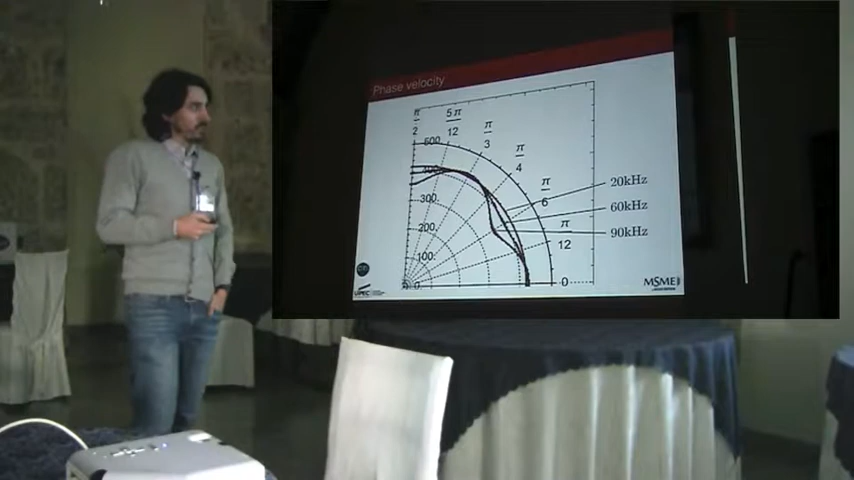 Phase velocity
π
2
5π
12
π
3
π
4
π
6
π
12
0
600
300
200
100
0
20kHz
60kHz
90kHz
UPEC
MSME